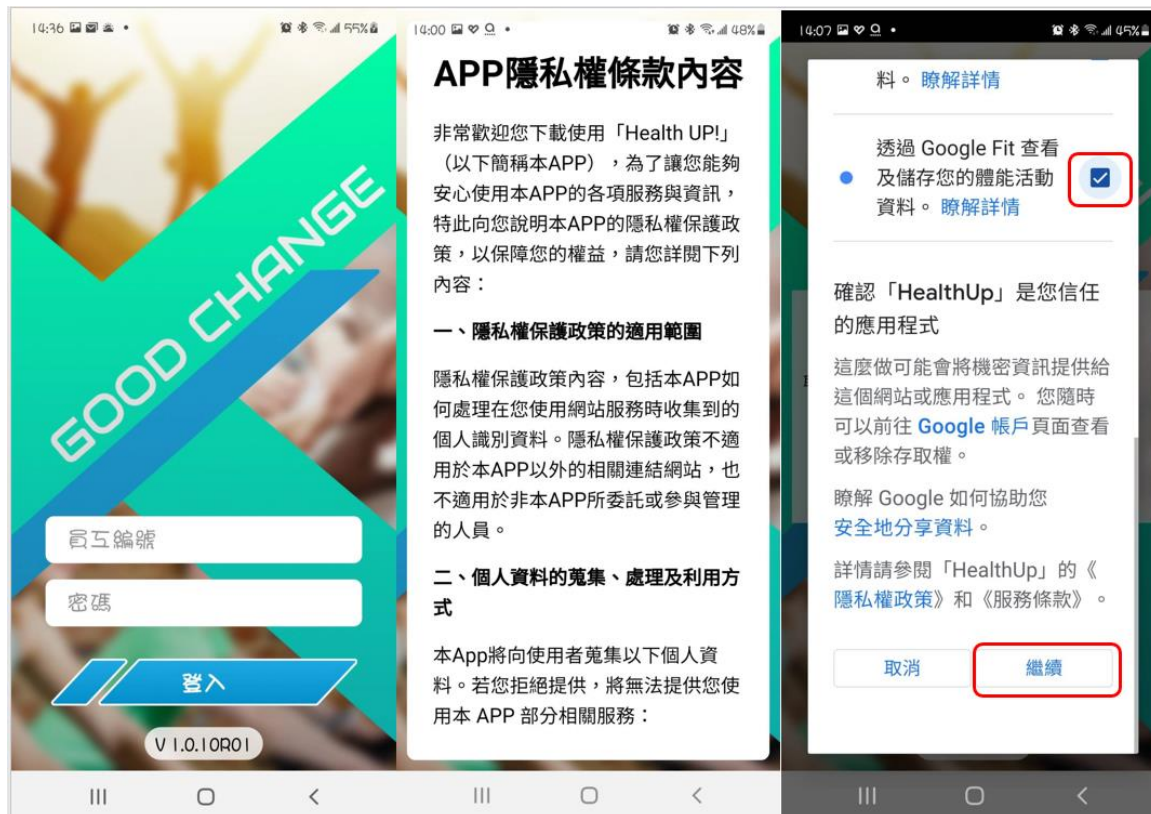 14:36
55%
GOOD CHANGE
員工編號
密碼
登入
V 1.0.10R01
14:00
48%
APP隱私權條款內容
非常歡迎您下載使用「Health UP!」
（以下簡稱本APP），為了讓您能夠
安心使用本APP的各項服務與資訊，
特此向您說明本APP的隱私權保護政
策，以保障您的權益，請您詳閱下列
內容：
一、隱私權保護政策的適用範圍
隱私權保護政策內容，包括本APP如
何處理在您使用網站服務時收集到的
個人識別資料。隱私權保護政策不適
用於本APP以外的相關連結網站，也
不適用於非本APP所委託或參與管理
的人員。
二、個人資料的蒐集、處理及利用方
式
本App將向使用者蒐集以下個人資
料。若您拒絕提供，將無法提供您使
用本 APP 部分相關服務：
14:07
45%
料。 瞭解詳情
透過 Google Fit 查看
及儲存您的體能活動
資料。 瞭解詳情
確認「HealthUp」是您信任
的應用程式
這麼做可能會將機密資訊提供給
這個網站或應用程式。 您隨時
可以前往 Google 帳戶頁面查看
或移除存取權。
瞭解 Google 如何協助您
安全地分享資料。
詳情請參閱「HealthUp」的《
隱私權政策》和《服務條款》。
取消
繼續